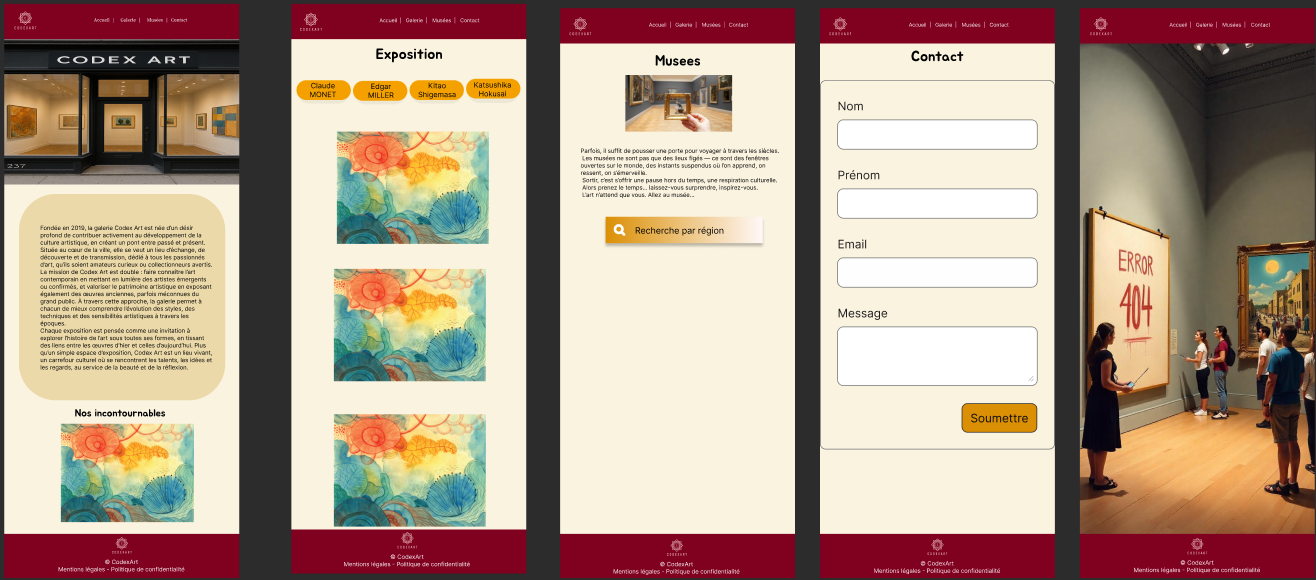 CODEXART
Accueil | Galerie | Musées | Contact
CODEX ART
237
Fondée en 2019, la galerie Codex Art est née d'un désir
profond de contribuer activement au développement de la
culture artistique, en créant un pont entre passé et présent.
Située au cœur de la ville, elle se veut un lieu d'échange, de
découverte et de transmission, dédié à tous les passionnés
d'art, qu'ils soient amateurs curieux ou collectionneurs avertis.
La mission de Codex Art est double : faire connaître l'art
contemporain en mettant en lumière des artistes émergents
ou confirmés, et valoriser le patrimoine artistique en exposant
également des œuvres anciennes, parfois méconnues du
grand public. À travers cette approche, la galerie permet à
chacun de mieux comprendre l'évolution des styles, des
techniques et des sensibilités artistiques à travers les
époques.
Chaque exposition est pensée comme une invitation à
explorer l'histoire de l'art sous toutes ses formes, en tissant
des liens entre les œuvres d'hier et celles d'aujourd'hui. Plus
qu'un simple espace d'exposition, Codex Art est un lieu vivant,
un carrefour culturel où se rencontrent les talents, les idées et
les regards, au service de la beauté et de la réflexion.
Nos incontournables
CODEXART
© CodexArt
Mentions légales - Politique de confidentialité
CODEXART
Accueil | Galerie | Musées | Contact
Exposition
Claude
MONET
Edgar
MILLER
Kitao
Shigemasa
Katsushika
Hokusai
CODEXART
© CodexArt
Mentions légales - Politique de confidentialité
CODEXART
Accueil | Galerie | Musées | Contact
Musees
Parfois, il suffit de pousser une porte pour voyager à travers les siècles.
Les musées ne sont pas que des lieux figés — ce sont des fenêtres
ouvertes sur le monde, des instants suspendus où l'on apprend, on
ressent, on s'émerveille.
Sortir, c'est s'offrir une pause hors du temps, une respiration culturelle.
Alors prenez le temps... laissez-vous surprendre, inspirez-vous.
L'art n'attend que vous. Allez au musée...
Recherche par région
CODEXART
© CodexArt
Mentions légales - Politique de confidentialité
CODEXART
Accueil | Galerie | Musées | Contact
Contact
Nom
Prénom
Email
Message
Soumettre
CODEXART
© CodexArt
Mentions légales - Politique de confidentialité
CODEXART
Accueil | Galerie | Musées | Contact
ERROR
404
CODEXART
© CodexArt
Mentions légales - Politique de confidentialité